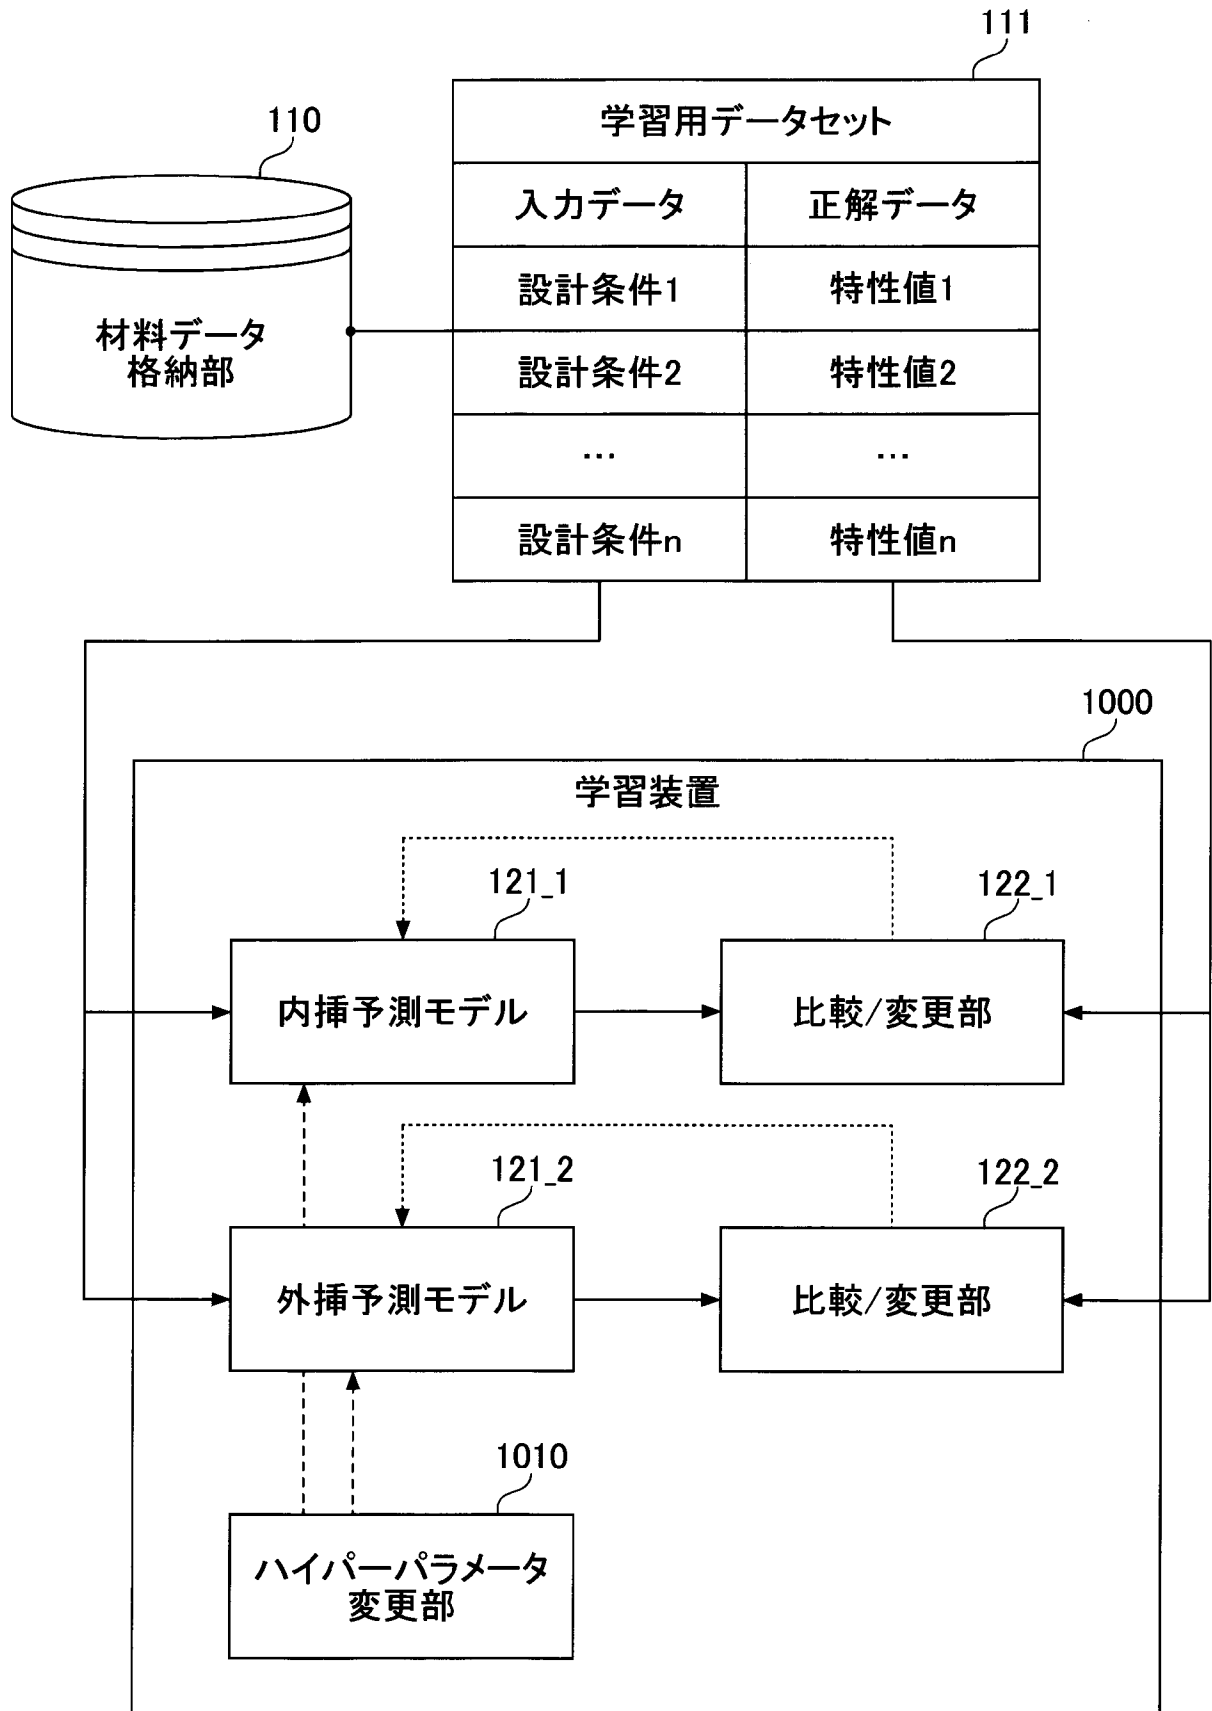 111
学習用データセット
110
入力データ
正解データ
設計条件1
特性値1
材料データ
格納部
設計条件2
特性値2
…
…
設計条件n
特性値n
1000
学習装置
121_1
122_1
内挿予測モデル
比較/変更部
121_2
122_2
外挿予測モデル
比較/変更部
1010
ハイパーパラメータ
変更部